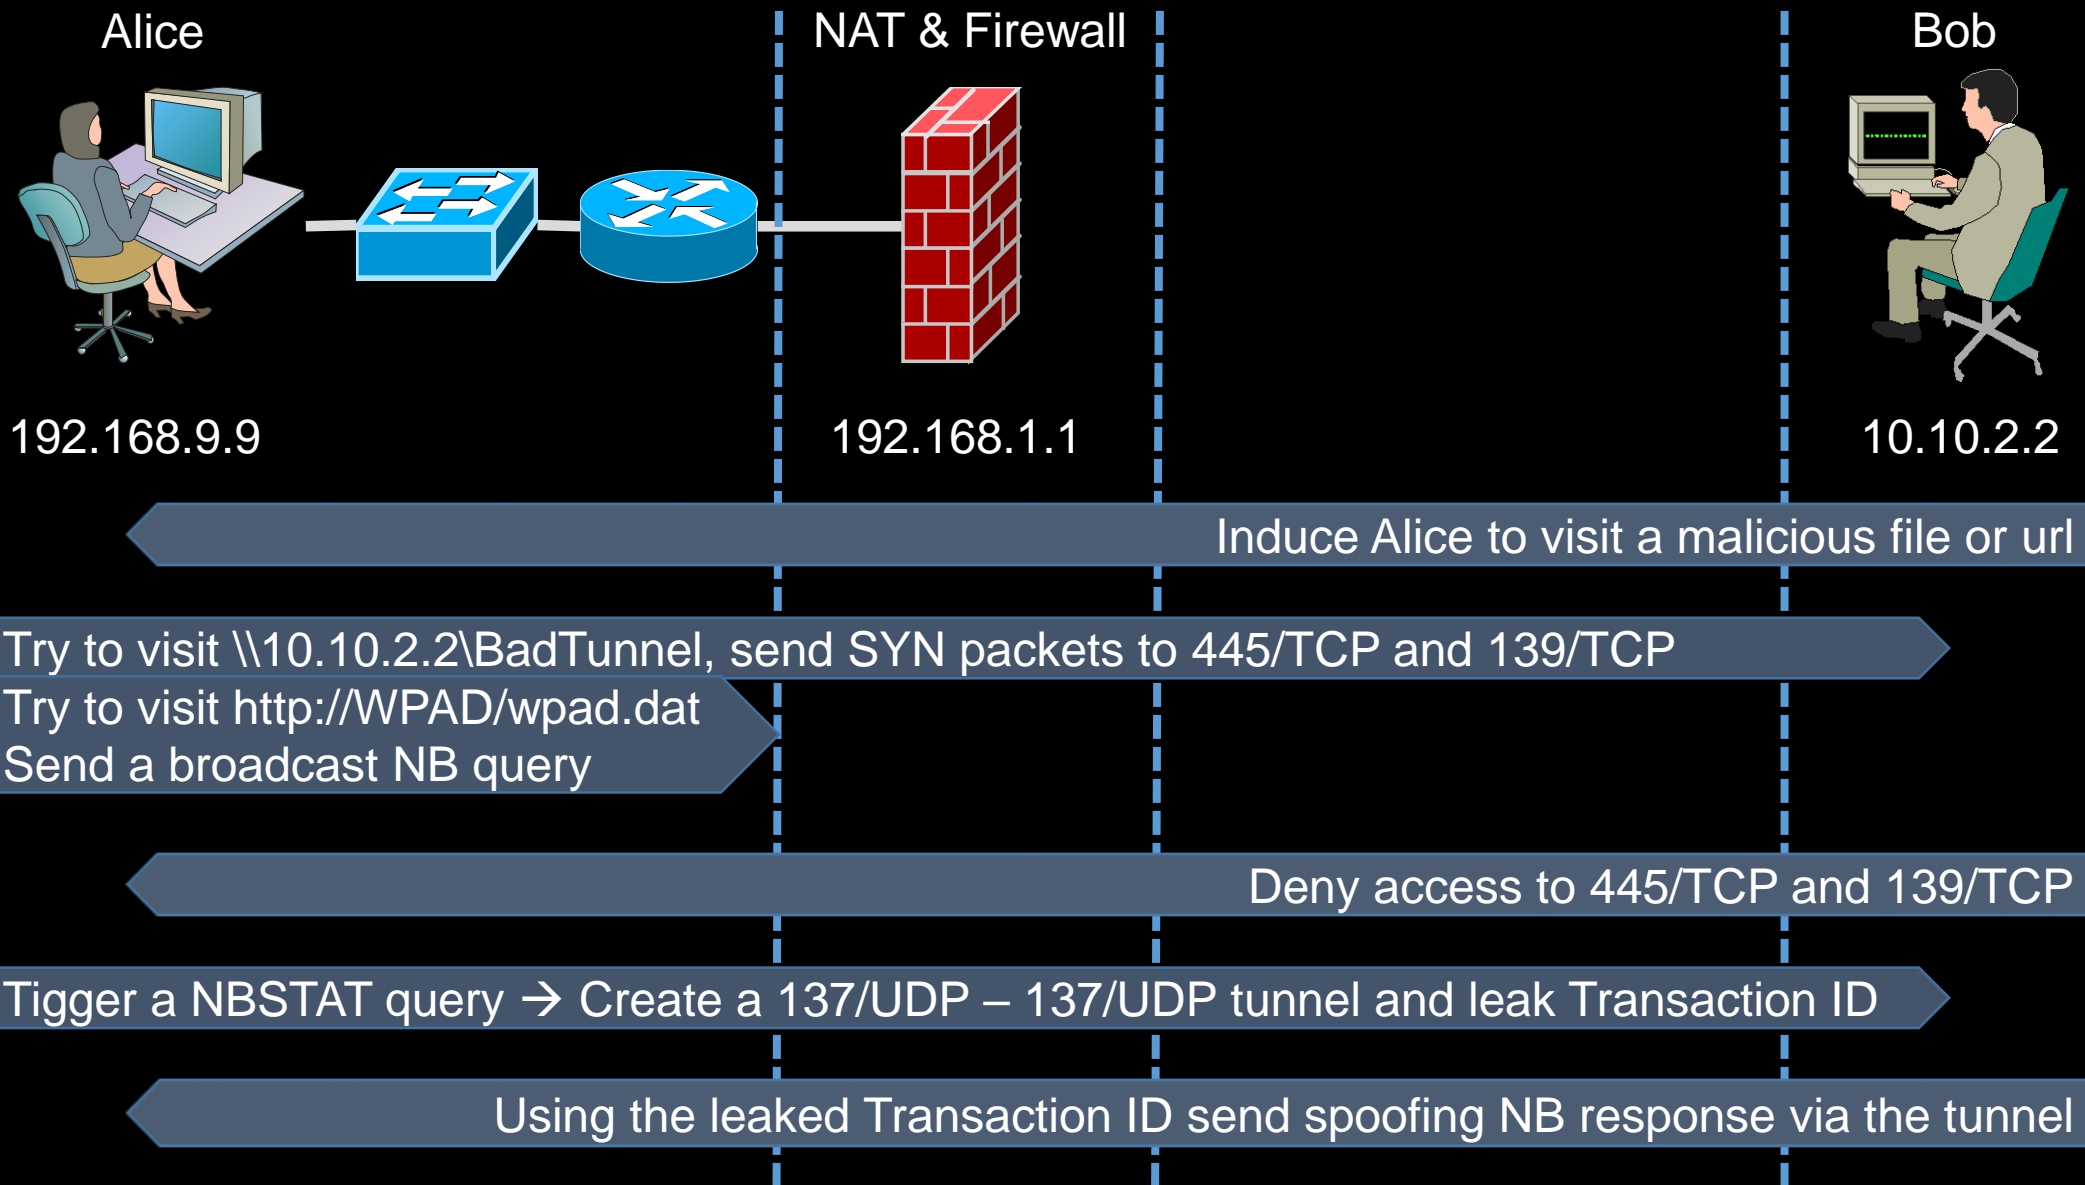 Alice
NAT & Firewall
Bob
192.168.9.9
192.168.1.1
10.10.2.2
Induce Alice to visit a malicious file or url
Try to visit \\10.10.2.2\BadTunnel, send SYN packets to 445/TCP and 139/TCP
Try to visit http://WPAD/wpad.dat
Send a broadcast NB query
Deny access to 445/TCP and 139/TCP
Tigger a NBSTAT query → Create a 137/UDP – 137/UDP tunnel and leak Transaction ID
Using the leaked Transaction ID send spoofing NB response via the tunnel